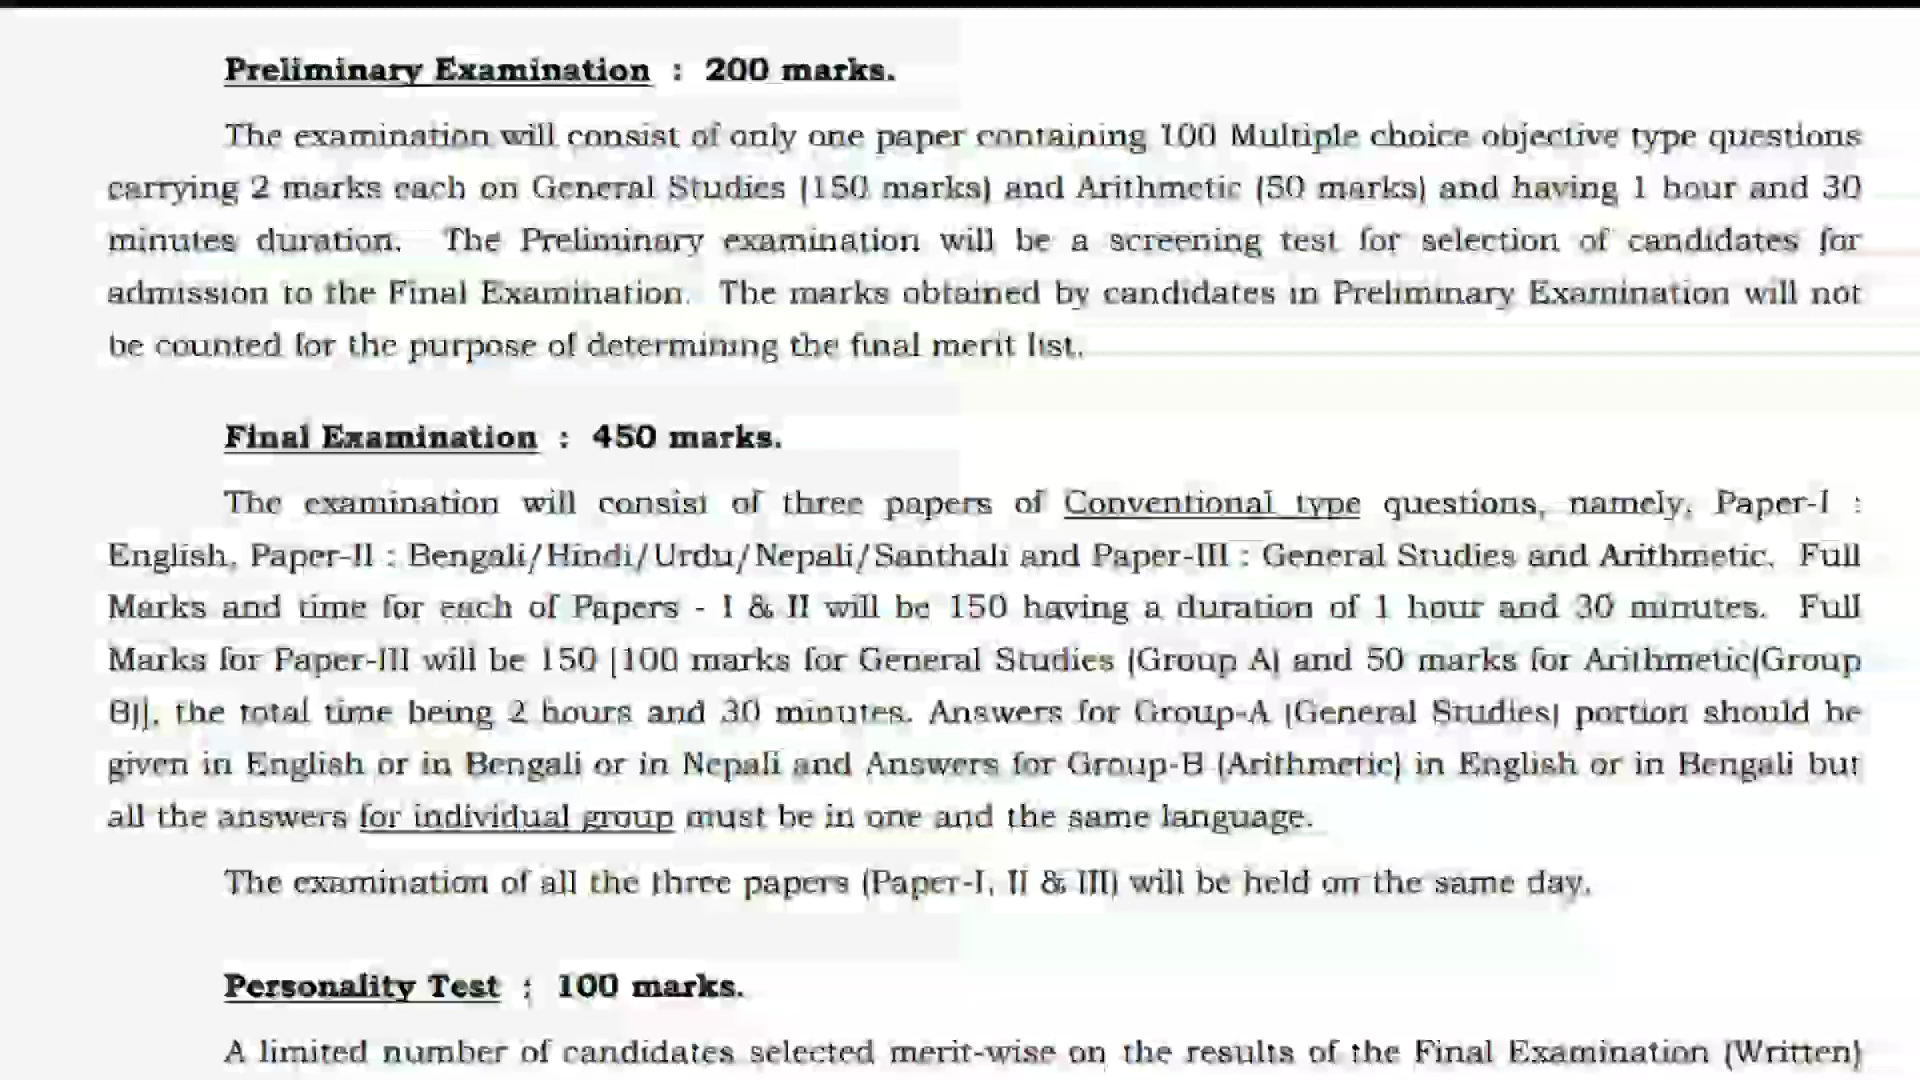 Preliminary Examination : 200 marks.
The examination will consist of only one paper containing 100 Multiple choice objective type questions
carrying 2 marks each on General Studies (150 marks) and Arithmetic (50 marks) and having 1 hour and 30
minutes duration. The Preliminary examination will be a screening test for selection of candidates for
admission to the Final Examination. The marks obtained by candidates in Preliminary Examination will not
be counted for the purpose of determining the final merit list.
Final Examination : 450 marks.
The examination will consist of three papers of Conventional type questions, namely, Paper-I :
English, Paper-II : Bengali/Hindi/Urdu/Nepali/Santhali and Paper-III : General Studies and Arithmetic. Full
Marks and time for each of Papers - I & II will be 150 having a duration of 1 hour and 30 minutes. Full
Marks for Paper-III will be 150 [100 marks for General Studies (Group A) and 50 marks for Arithmetic(Group
B)], the total time being 2 hours and 30 minutes. Answers for Group-A (General Studies) portion should be
given in English or in Bengali or in Nepali and Answers for Group-B (Arithmetic) in English or in Bengali but
all the answers for individual group must be in one and the same language.
The examination of all the three papers (Paper-I, II & III) will be held on the same day.
Personality Test : 100 marks.
A limited number of candidates selected merit-wise on the results of the Final Examination (Written)